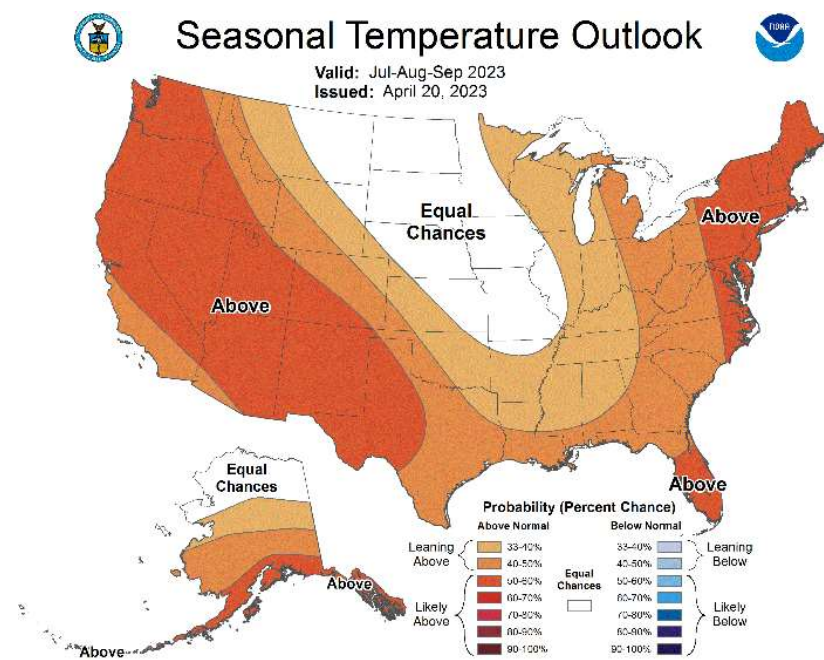 NOAA
Seasonal Temperature Outlook
Valid: Jul-Aug-Sep 2023
Issued: April 20, 2023
Equal
Chances
Above
Above
Above
Equal
Chances
Above
Above
Probability (Percent Chance)
Above Normal
Below Normal
Leaning
Above
33-40%
40-50%
Likely
Above
50-60%
60-70%
70-80%
80-90%
90-100%
Equal
Chances
33-40%
40-50%
Leaning
Below
50-60%
60-70%
70-80%
80-90%
90-100%
Likely
Below